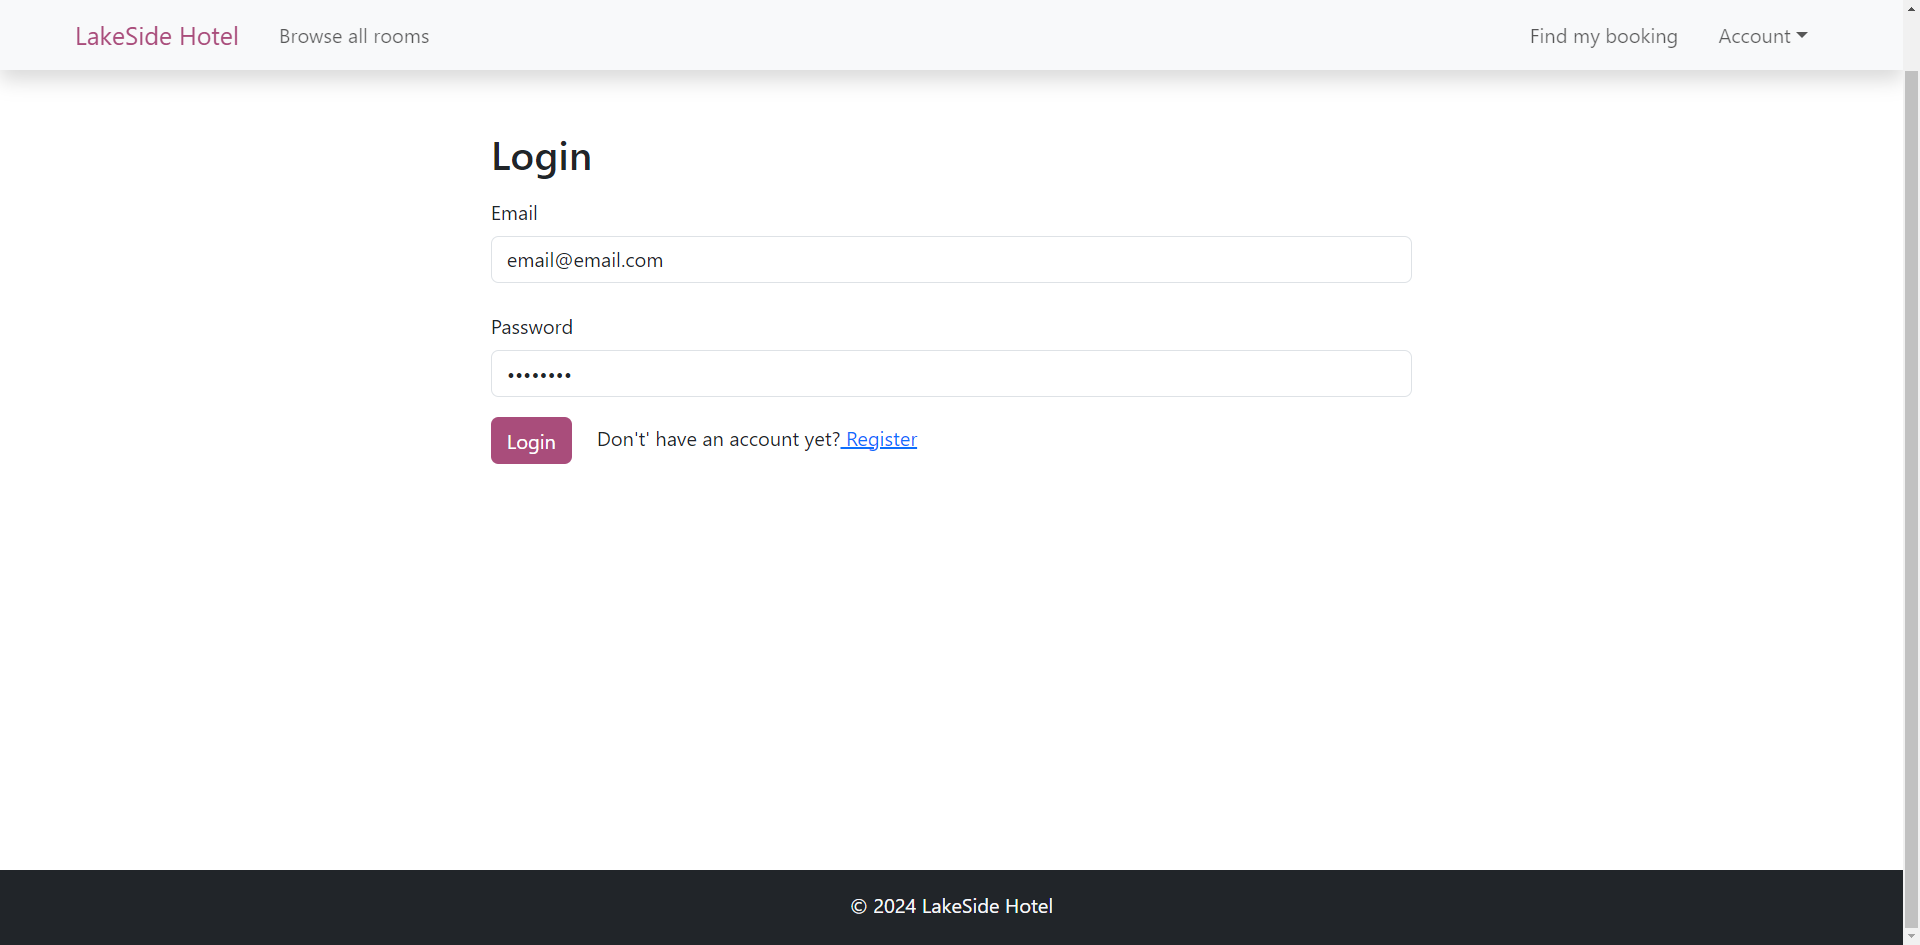 LakeSide Hotel Browse all rooms Find my booking Account
Login
Email
email@email.com
Password
••••••••
Login Don't' have an account yet? Register
© 2024 LakeSide Hotel